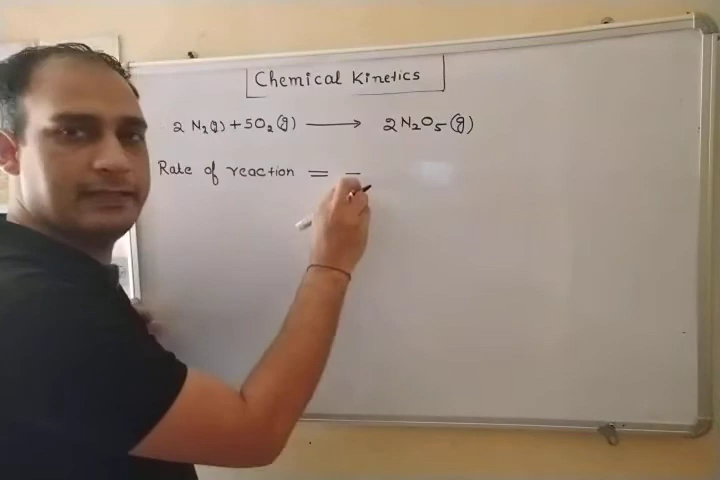 Chemical Kinetics
2 N₂(g) + 5O₂(g) ⟶ 2N₂O₅(g)
Rate of reaction = –